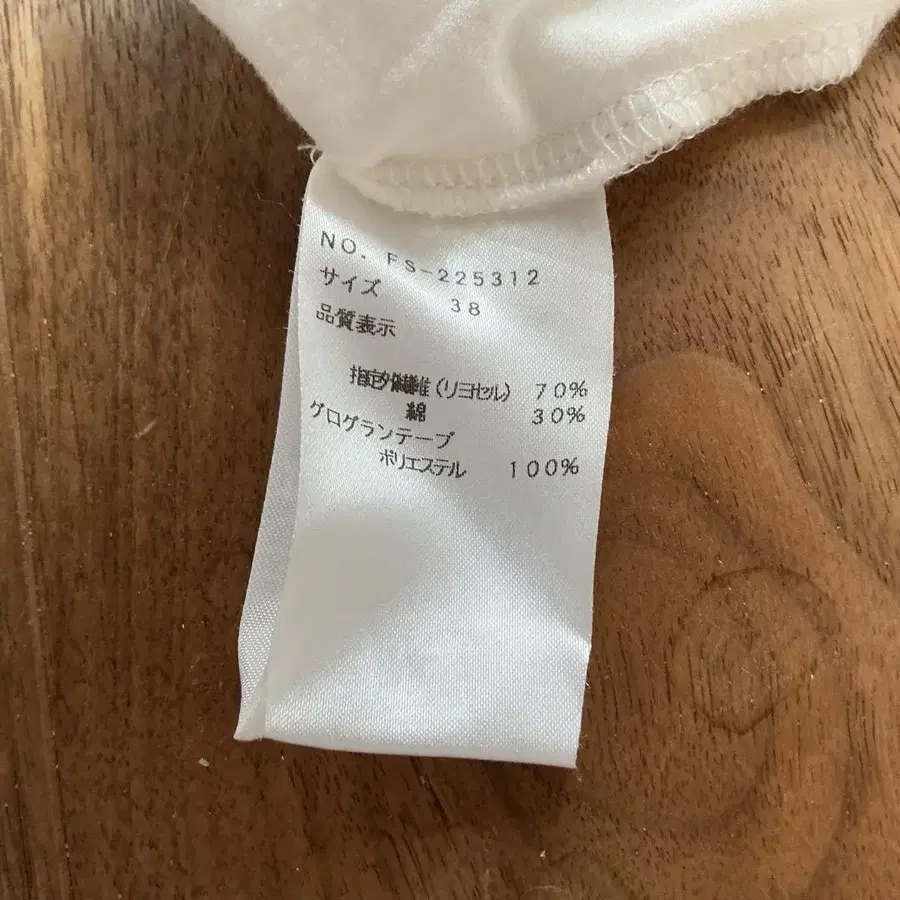 NO. FS-225312
サイズ 38
品質表示
指定外繊維(リヨセル) 70%
綿 30%
グログランテープ
ポリエステル 100%